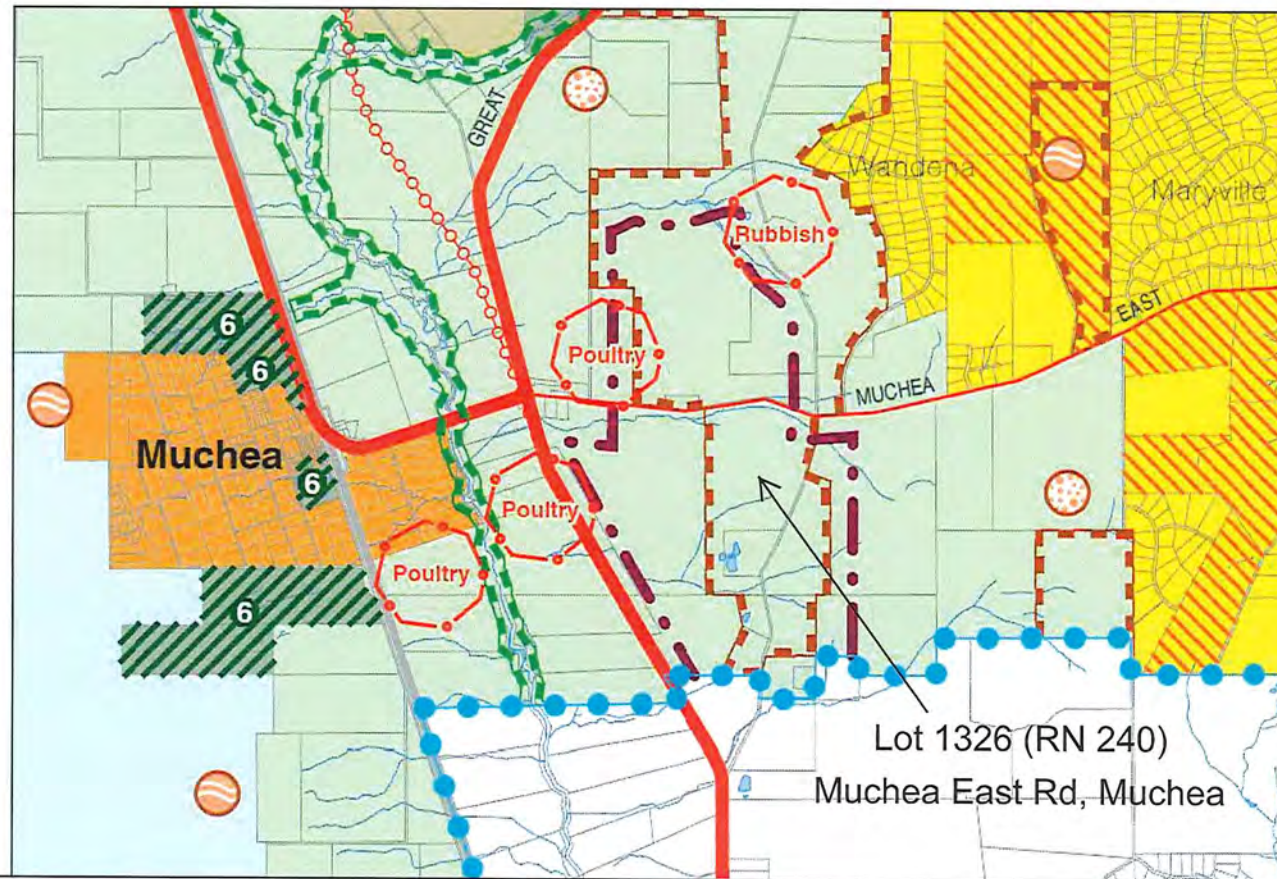 GREAT
Wandena
Maryville
Rubbish
EAST
6
Poultry
6
MUCHEA
Muchea
6
Poultry
Poultry
6
Lot 1326 (RN 240)
Muchea East Rd, Muchea